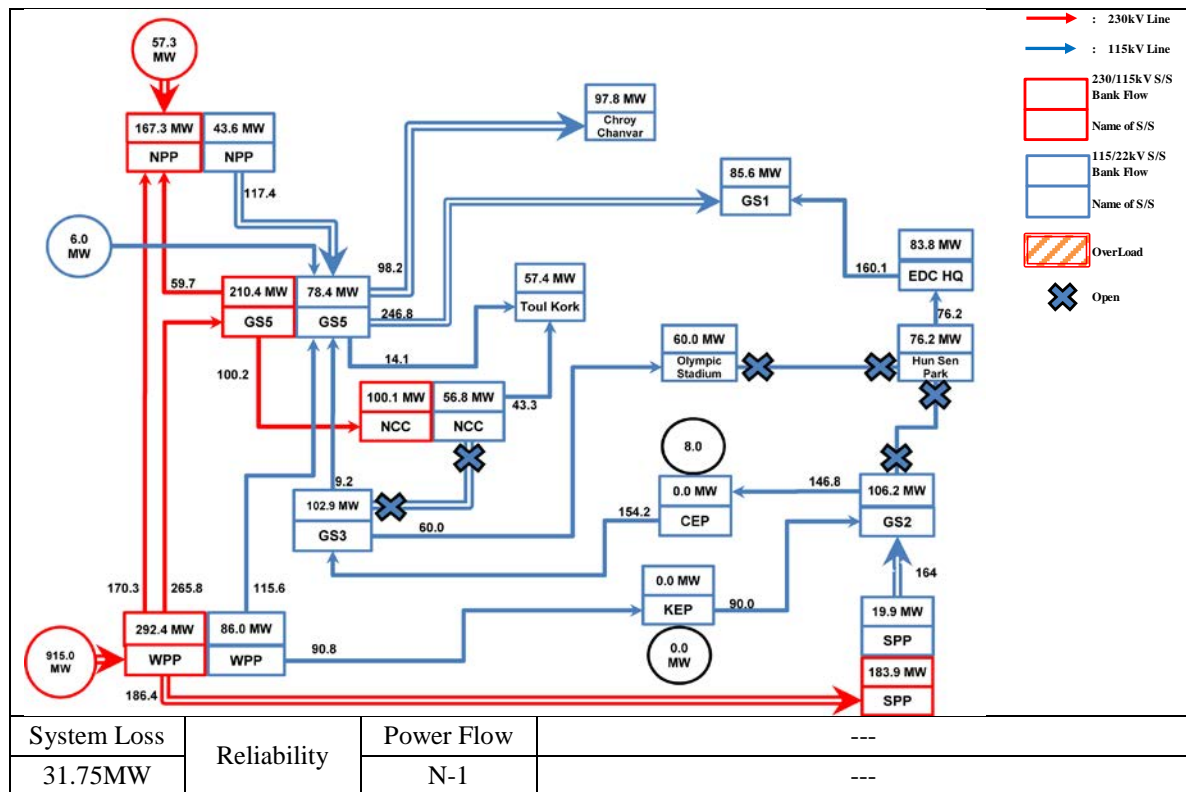 57.3
MW
167.3 MW
NPP
43.6 MW
NPP
117.4
6.0
MW
59.7
210.4 MW
GS5
78.4 MW
GS5
98.2
246.8
97.8 MW
Chroy
Chanvar
85.6 MW
GS1
83.8 MW
EDC HQ
160.1
76.2
57.4 MW
Toul Kork
14.1
60.0 MW
Olympic
Stadium
76.2 MW
Hun Sen
Park
100.2
100.1 MW
NCC
56.8 MW
NCC
43.3
9.2
102.9 MW
GS3
60.0
8.0
0.0 MW
CEP
154.2
146.8
106.2 MW
GS2
170.3
265.8
115.6
0.0 MW
KEP
90.0
0.0
MW
164
19.9 MW
SPP
183.9 MW
SPP
915.0
MW
292.4 MW
WPP
86.0 MW
WPP
90.8
186.4
: 230kV Line
: 115kV Line
230/115kV S/S
Bank Flow
Name of S/S
115/22kV S/S
Bank Flow
Name of S/S
OverLoad
Open
System Loss
31.75MW
Reliability
Power Flow
---
N-1
---